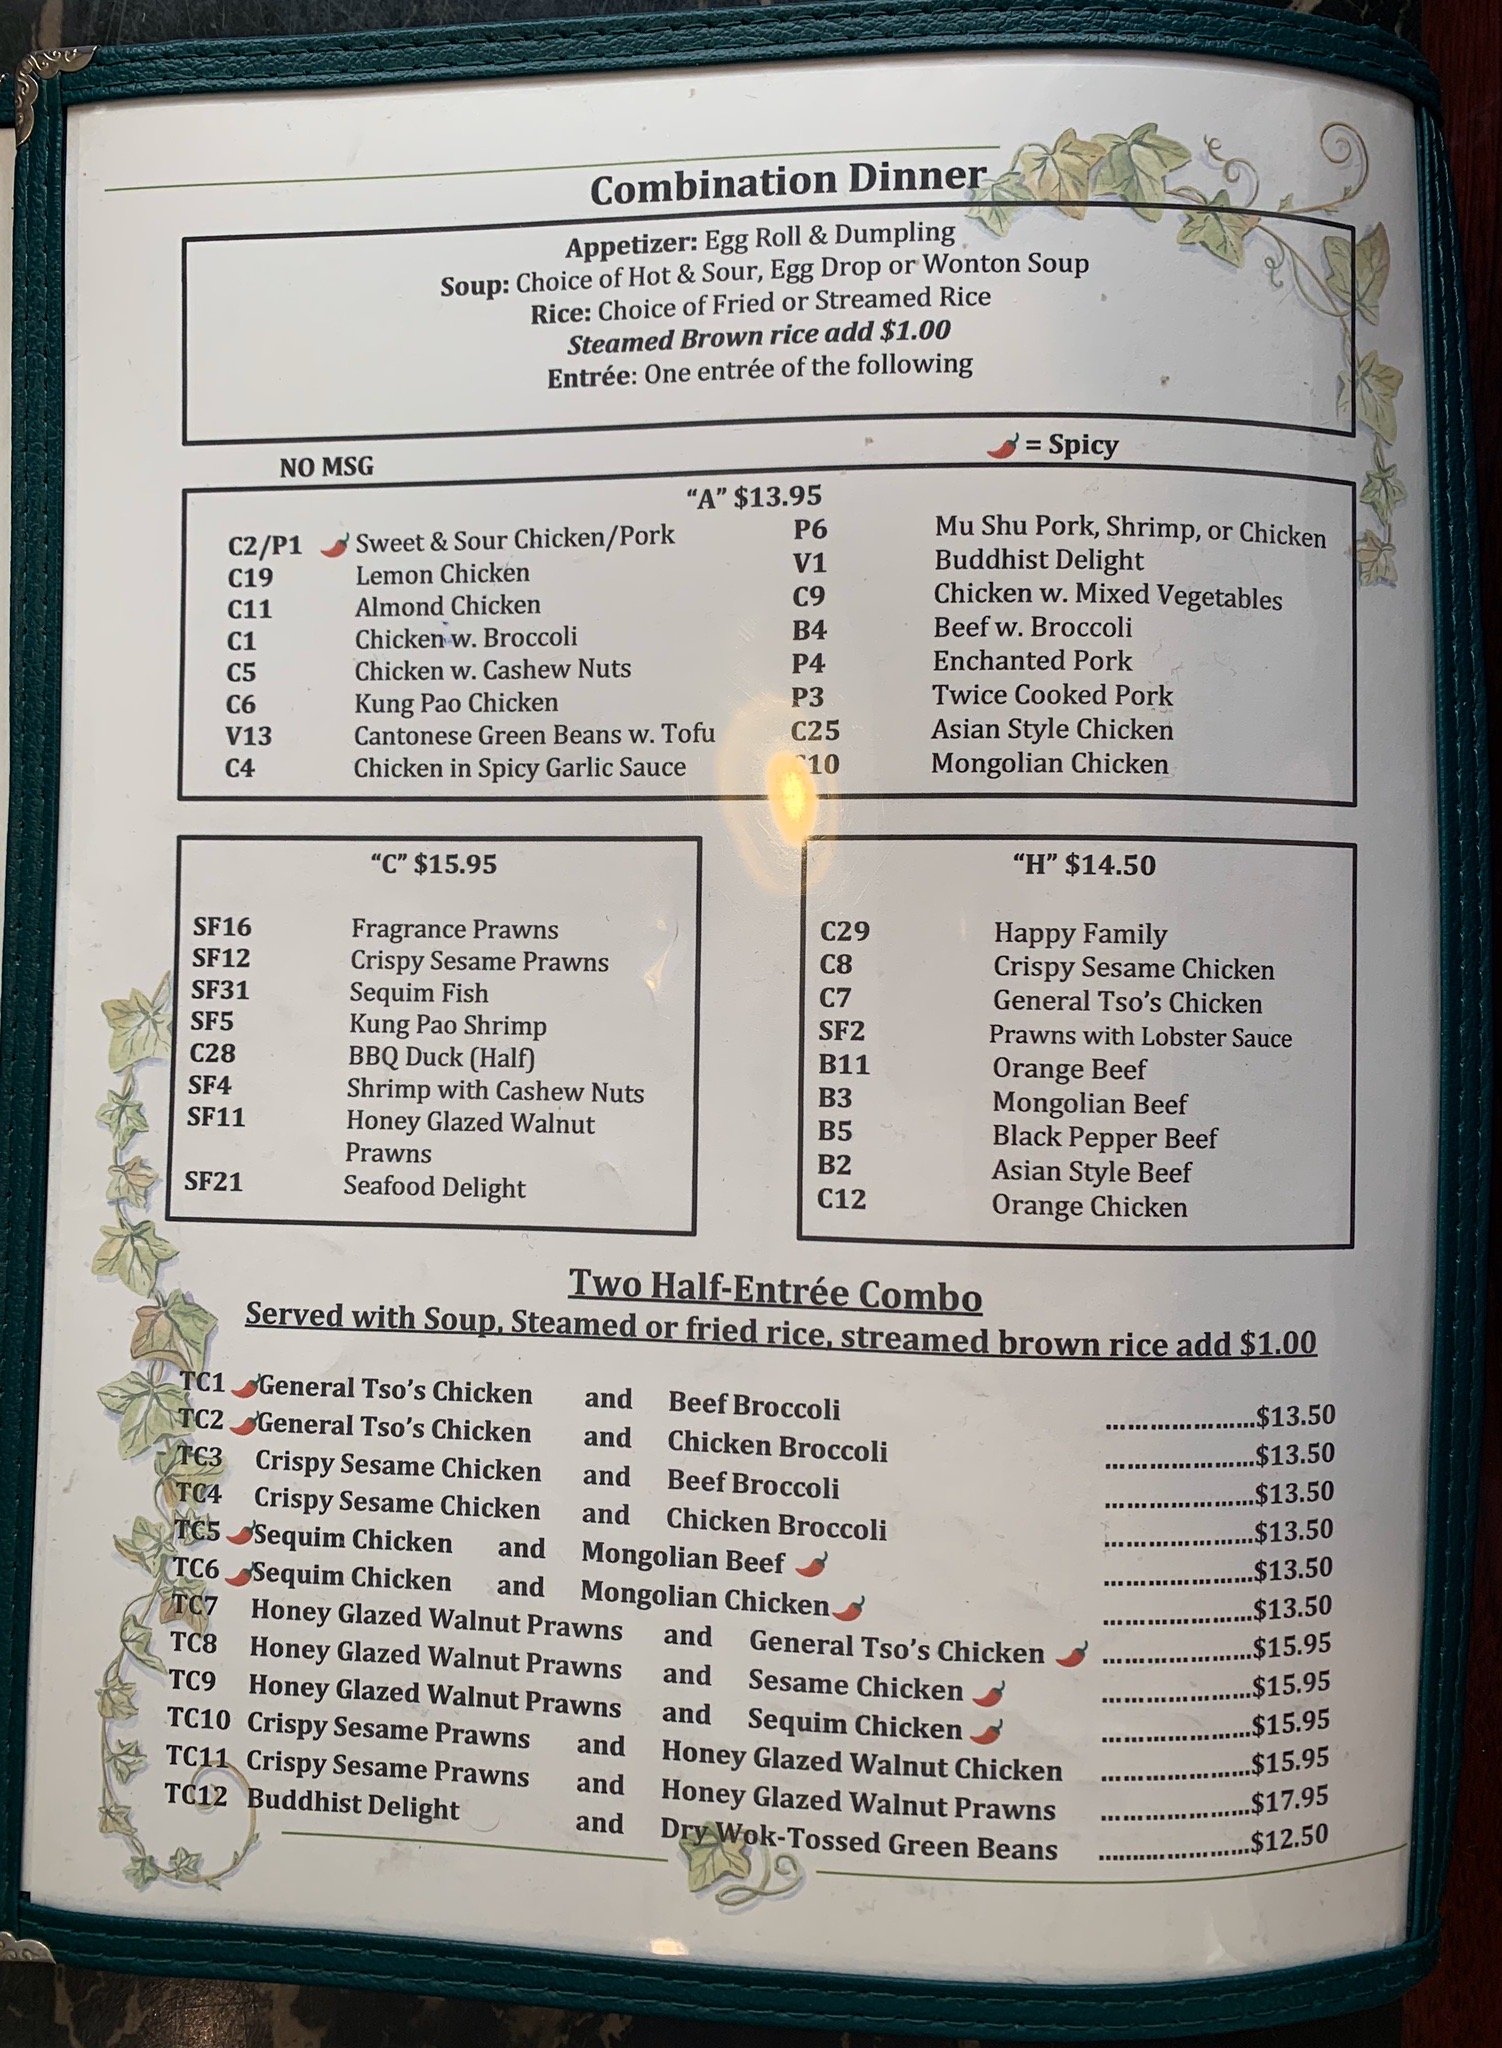 Combination Dinner
Appetizer: Egg Roll & Dumpling
Soup: Choice of Hot & Sour, Egg Drop or Wonton Soup
Rice: Choice of Fried or Streamed Rice
Steamed Brown rice add $1.00
Entrée: One entrée of the following
NO MSG
= Spicy
"A" $13.95
C2/P1 Sweet & Sour Chicken/Pork
C19 Lemon Chicken
C11 Almond Chicken
C1 Chicken w. Broccoli
C5 Chicken w. Cashew Nuts
C6 Kung Pao Chicken
V13 Cantonese Green Beans w. Tofu
C4 Chicken in Spicy Garlic Sauce
P6 Mu Shu Pork, Shrimp, or Chicken
V1 Buddhist Delight
C9 Chicken w. Mixed Vegetables
B4 Beef w. Broccoli
P4 Enchanted Pork
P3 Twice Cooked Pork
C25 Asian Style Chicken
Mongolian Chicken
"C" $15.95
SF16 Fragrance Prawns
SF12 Crispy Sesame Prawns
SF31 Sequim Fish
SF5 Kung Pao Shrimp
C28 BBQ Duck (Half)
SF4 Shrimp with Cashew Nuts
SF11 Honey Glazed Walnut
Prawns
SF21 Seafood Delight
"H" $14.50
C29 Happy Family
C8 Crispy Sesame Chicken
C7 General Tso's Chicken
SF2 Prawns with Lobster Sauce
B11 Orange Beef
B3 Mongolian Beef
B5 Black Pepper Beef
B2 Asian Style Beef
C12 Orange Chicken
Two Half-Entrée Combo
Served with Soup, Steamed or fried rice, streamed brown rice add $1.00
TC1 General Tso's Chicken and Beef Broccoli .....................$13.50
TC2 General Tso's Chicken and Chicken Broccoli .....................$13.50
TC3 Crispy Sesame Chicken and Beef Broccoli .....................$13.50
TC4 Crispy Sesame Chicken and Chicken Broccoli .....................$13.50
TC5 Sequim Chicken and Mongolian Beef .....................$13.50
TC6 Sequim Chicken and Mongolian Chicken .....................$13.50
TC7 Honey Glazed Walnut Prawns and General Tso's Chicken .....................$15.95
TC8 Honey Glazed Walnut Prawns and Sesame Chicken .....................$15.95
TC9 Honey Glazed Walnut Prawns and Sequim Chicken .....................$15.95
TC10 Crispy Sesame Prawns and Honey Glazed Walnut Chicken .....................$15.95
TC11 Crispy Sesame Prawns and Honey Glazed Walnut Prawns .....................$17.95
TC12 Buddhist Delight and Dry Wok-Tossed Green Beans .....................$12.50